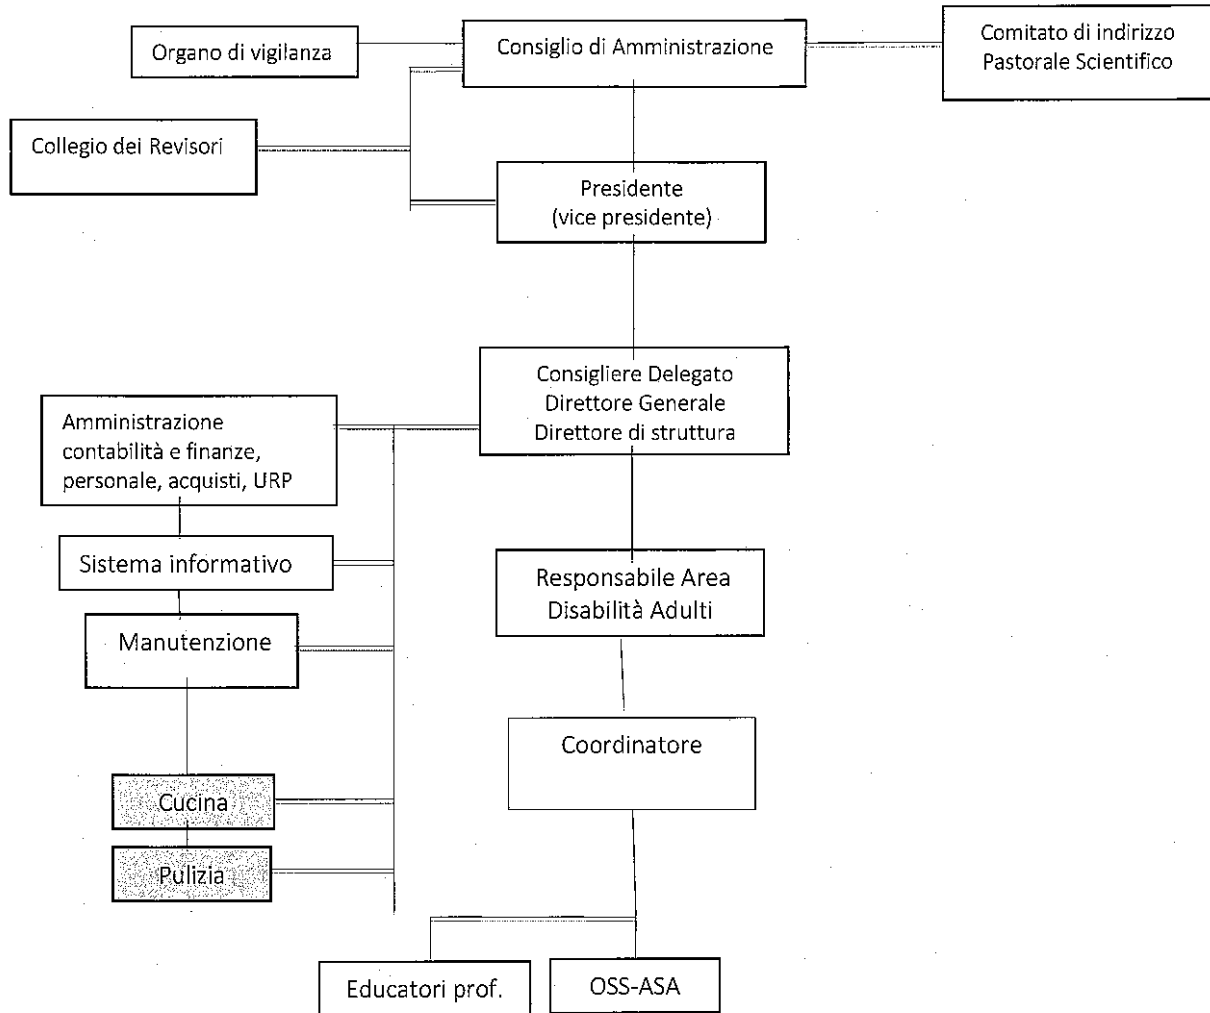 Organo di vigilanza
Consiglio di Amministrazione
Comitato di indirizzo
Pastorale Scientifico
Collegio dei Revisori
Presidente
(vice presidente)
Consigliere Delegato
Direttore Generale
Direttore di struttura
Amministrazione
contabilità e finanze,
personale, acquisti, URP
Sistema informativo
Responsabile Area
Disabilità Adulti
Manutenzione
Coordinatore
Cucina
Pulizia
Educatori prof.
OSS-ASA